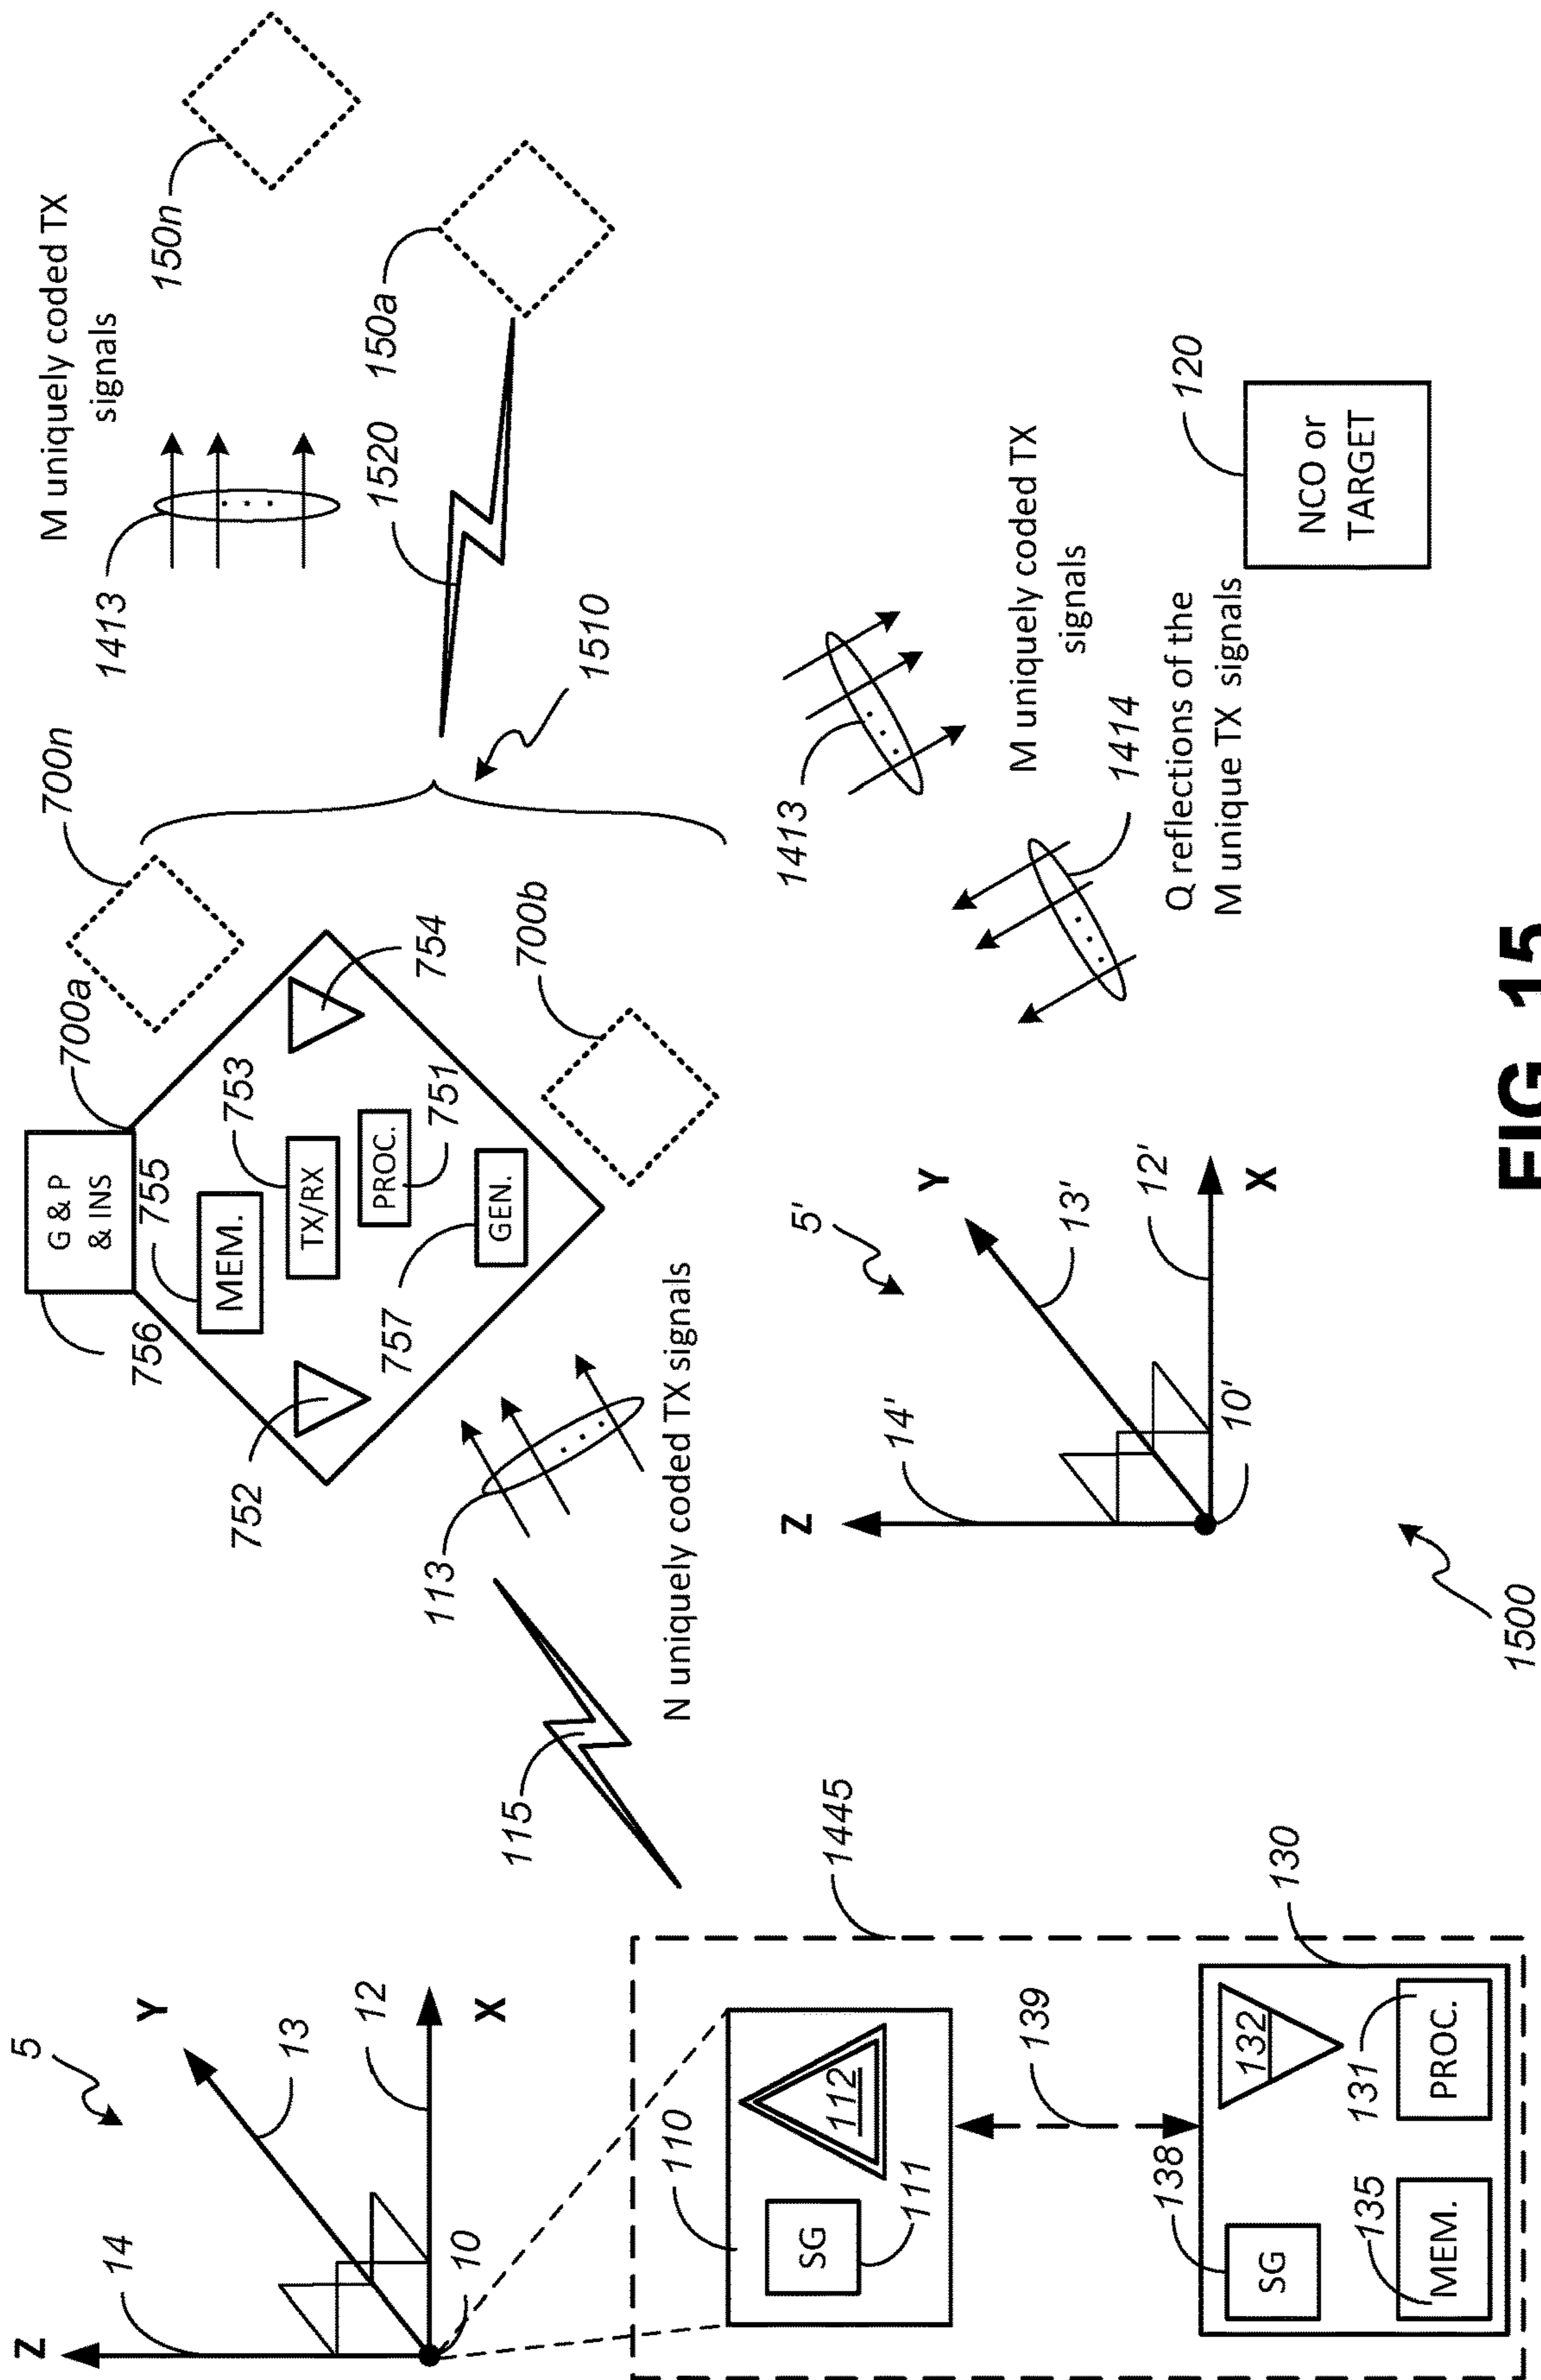 5
Z
14
Y
13
12
X
10
110
SG
111
112
139
1445
130
138
SG
135
MEM.
132
131
PROC.
115
113
N uniquely coded TX signals
756
G & P
& INS
755
MEM.
753
TX/RX
PROC.
751
757
GEN.
752
754
700a
700n
700b
1510
1520
1413
M uniquely coded TX
signals
150n
150a
5'
Z
14'
Y
13'
12'
X
10'
1413
M uniquely coded TX
signals
1414
Q reflections of the
M unique TX signals
120
NCO or
TARGET
1500
FIG. 15